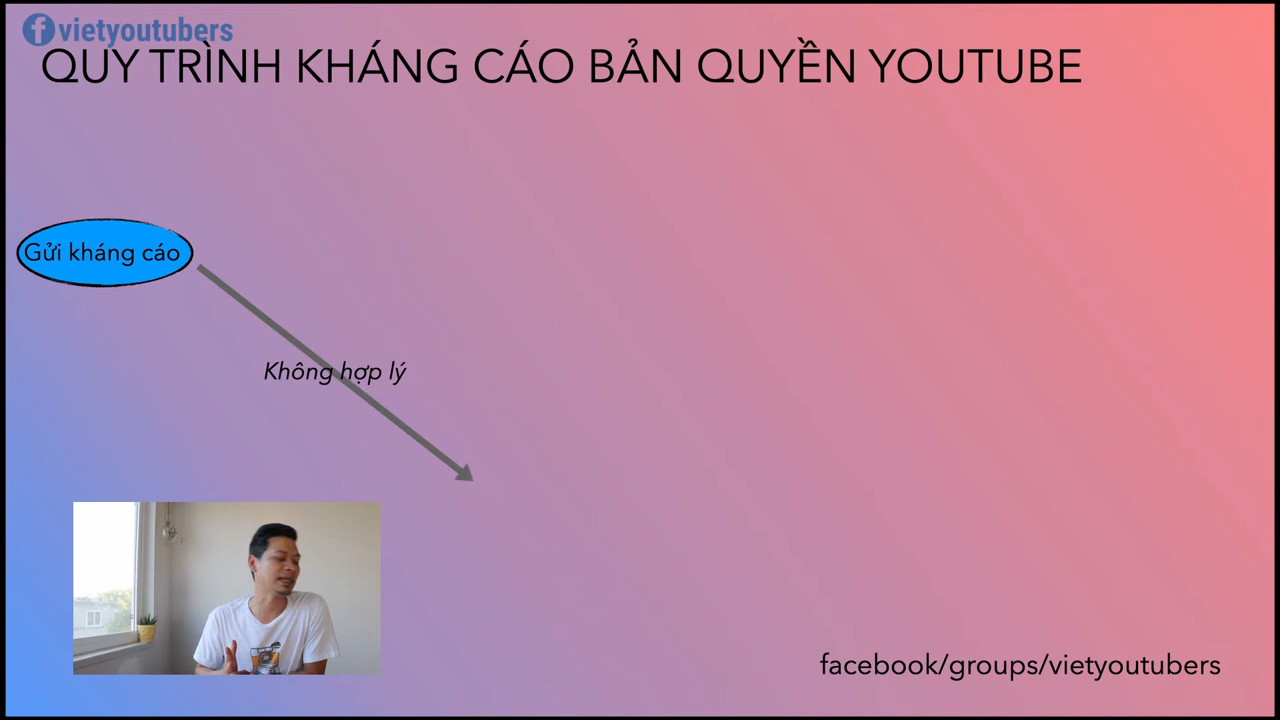 vietyoutubers
QUY TRÌNH KHÁNG CÁO BẢN QUYỀN YOUTUBE
Gửi kháng cáo
Không hợp lý
facebook/groups/vietyoutubers